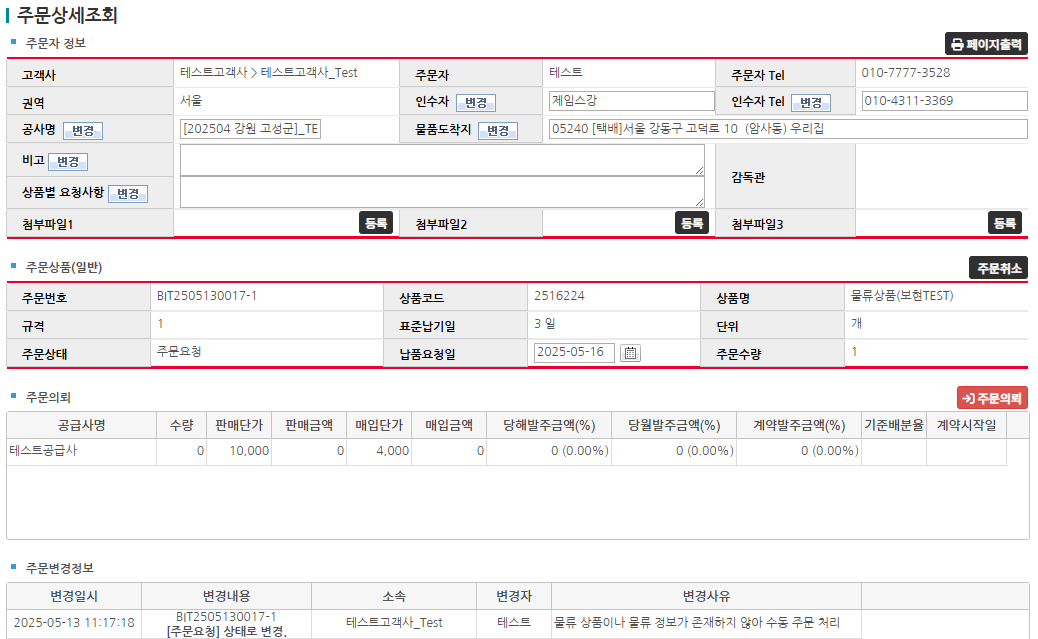 주문상세조회
주문자 정보 페이지출력
고객사 테스트고객사 > 테스트고객사_Test 주문자 테스트 주문자 Tel 010-7777-3528
권역 서울 인수자 변경 제임스강 인수자 Tel 변경 010-4311-3369
공사명 변경 [202504 강원 고성군]_TE 물품도착지 변경 05240 [택배]서울 강동구 고덕로 10 (암사동) 우리집
비고 변경 감독관
상품별 요청사항 변경
첨부파일1 등록 첨부파일2 등록 첨부파일3 등록
주문상품(일반) 주문취소
주문번호 BJT2505130017-1 상품코드 2516224 상품명 물류상품(보현TEST)
규격 1 표준납기일 3 일 단위 개
주문상태 주문요청 납품요청일 2025-05-16 주문수량 1
주문의뢰 주문의뢰
공급사명 수량 판매단가 판매금액 매입단가 매입금액 당해발주금액(%) 당월발주금액(%) 계약발주금액(%) 기준배분율 계약시작일
테스트공급사 0 10,000 0 4,000 0 0 (0.00%) 0 (0.00%) 0 (0.00%)
주문변경정보
변경일시 변경내용 소속 변경자 변경사유
2025-05-13 11:17:18 BJT2505130017-1 테스트고객사_Test 테스트 물류 상품이나 물류 정보가 존재하지 않아 수동 주문 처리
[주문요청] 상태로 변경.